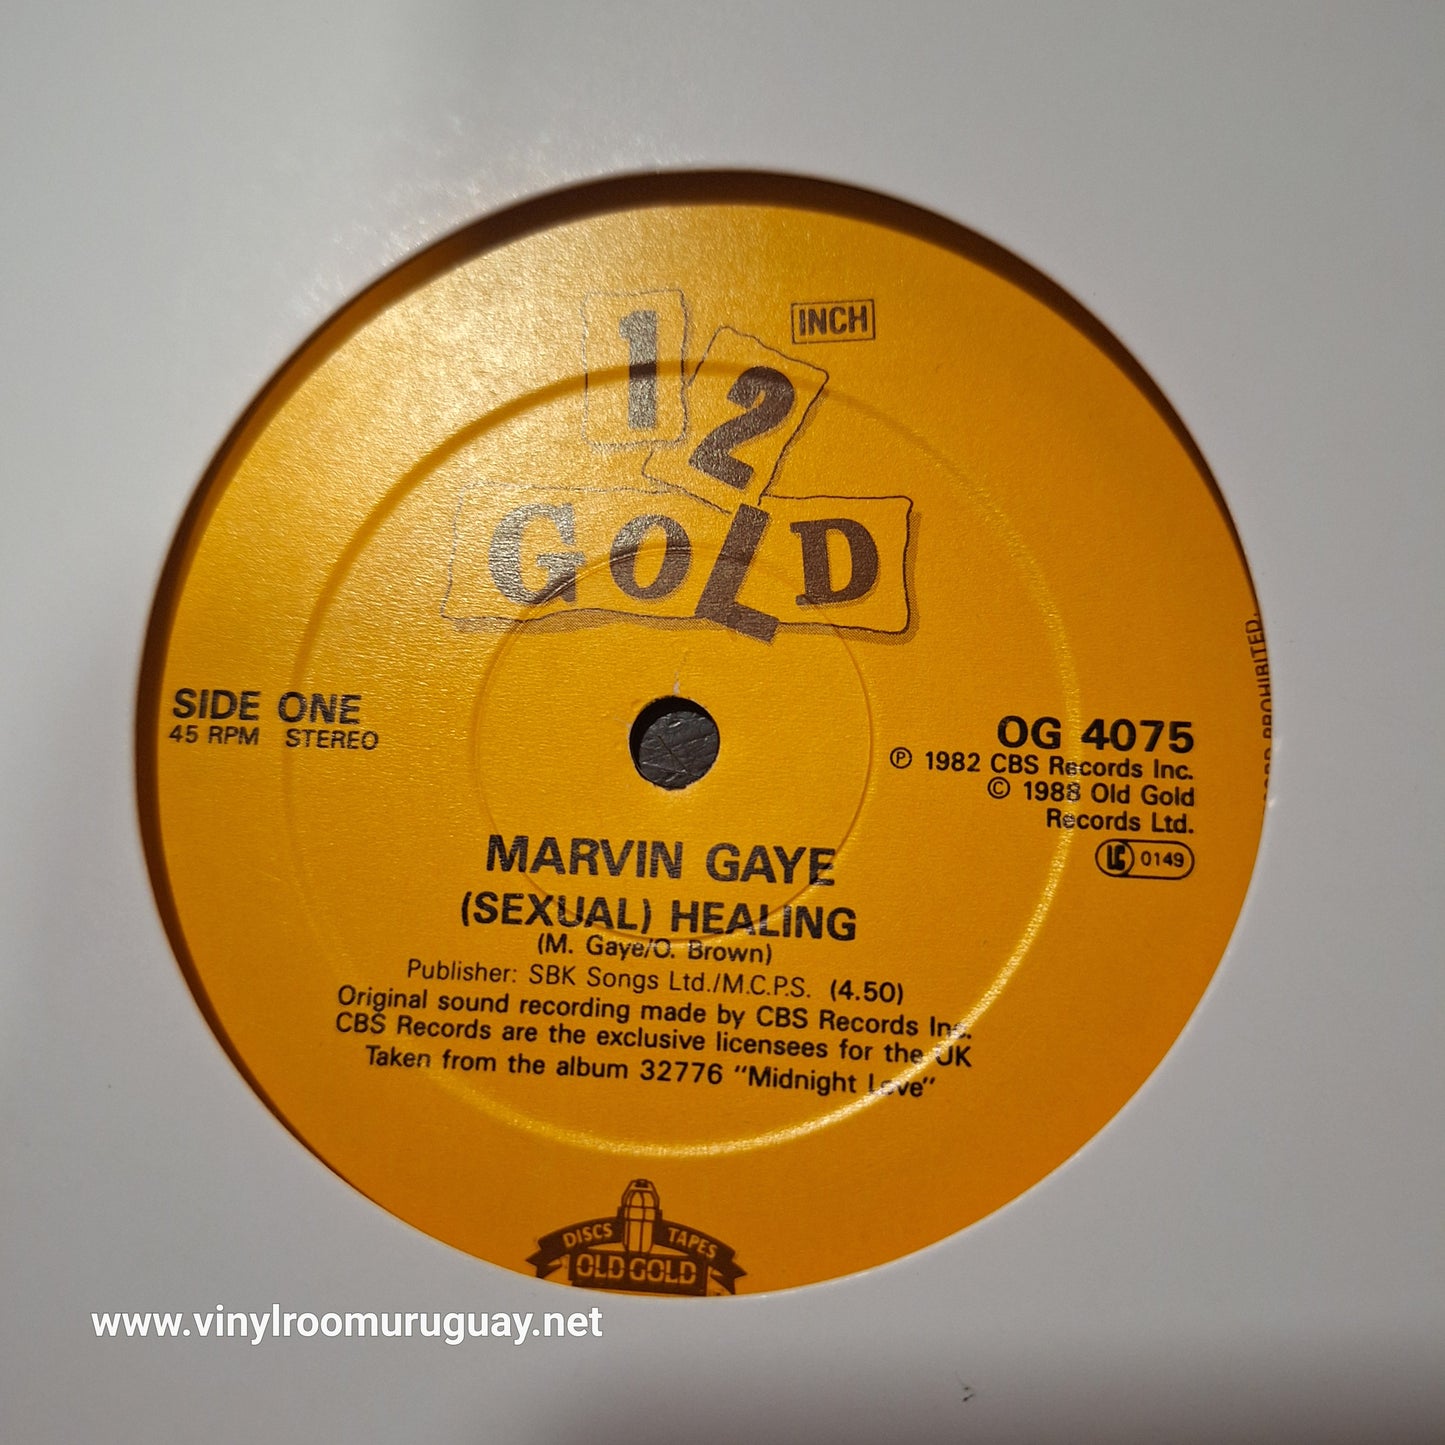 12
INCH
GOLD
SIDE ONE
45 RPM STEREO
OG 4075
℗ 1982 CBS Records Inc.
© 1988 Old Gold
Records Ltd.
LC 0149
MARVIN GAYE
(SEXUAL) HEALING
(M. Gaye/O. Brown)
Publisher: SBK Songs Ltd./M.C.P.S. (4.50)
Original sound recording made by CBS Records Inc.
CBS Records are the exclusive licensees for the UK
Taken from the album 32776 "Midnight Love"
PROHIBITED.
DISCS TAPES
OLD GOLD
www.vinylroomuruguay.net